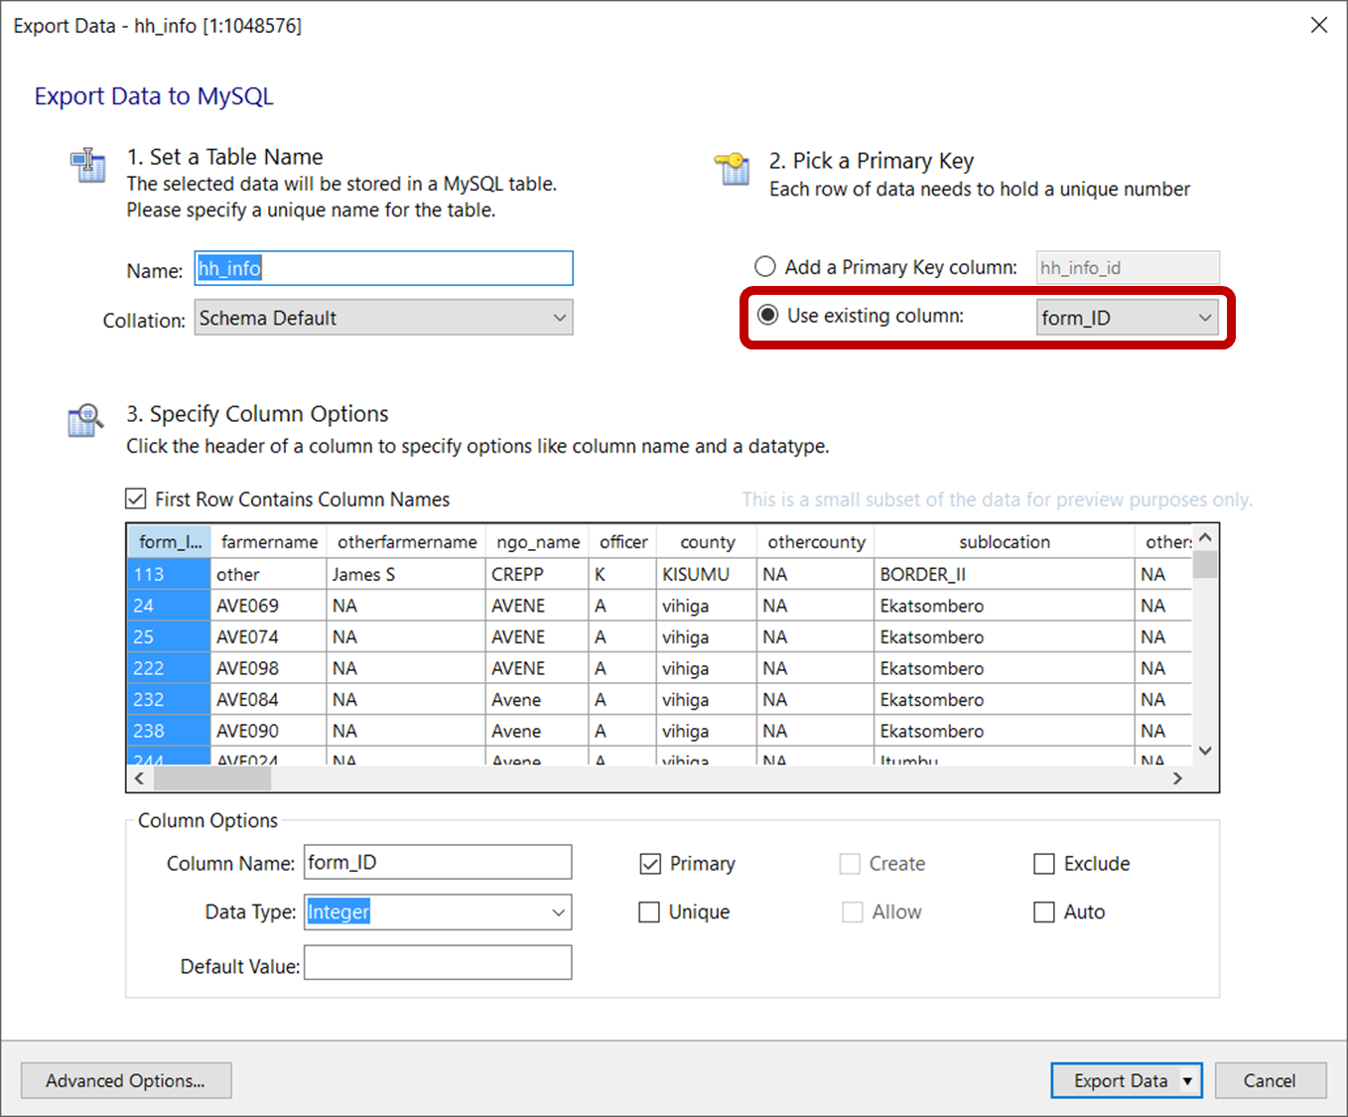 Export Data - hh_info [1:1048576]
Export Data to MySQL
1. Set a Table Name
The selected data will be stored in a MySQL table.
Please specify a unique name for the table.
Name: hh_info
Collation: Schema Default
2. Pick a Primary Key
Each row of data needs to hold a unique number
Add a Primary Key column: hh_info_id
Use existing column: form_ID
3. Specify Column Options
Click the header of a column to specify options like column name and a datatype.
First Row Contains Column Names
This is a small subset of the data for preview purposes only.
form_I... farmername otherfarmername ngo_name officer county othercounty sublocation others
113 other James S CREPP K KISUMU NA BORDER_II NA
24 AVE069 NA AVENE A vihiga NA Ekatsombero NA
25 AVE074 NA AVENE A vihiga NA Ekatsombero NA
222 AVE098 NA AVENE A vihiga NA Ekatsombero NA
232 AVE084 NA Avene A vihiga NA Ekatsombero NA
238 AVE090 NA Avene A vihiga NA Ekatsombero NA
244 AVE024 NA Avene A vihiga NA Itumbu NA
Column Options
Column Name: form_ID
Data Type: Integer
Default Value:
Primary Create Exclude
Unique Allow Auto
Advanced Options...
Export Data
Cancel